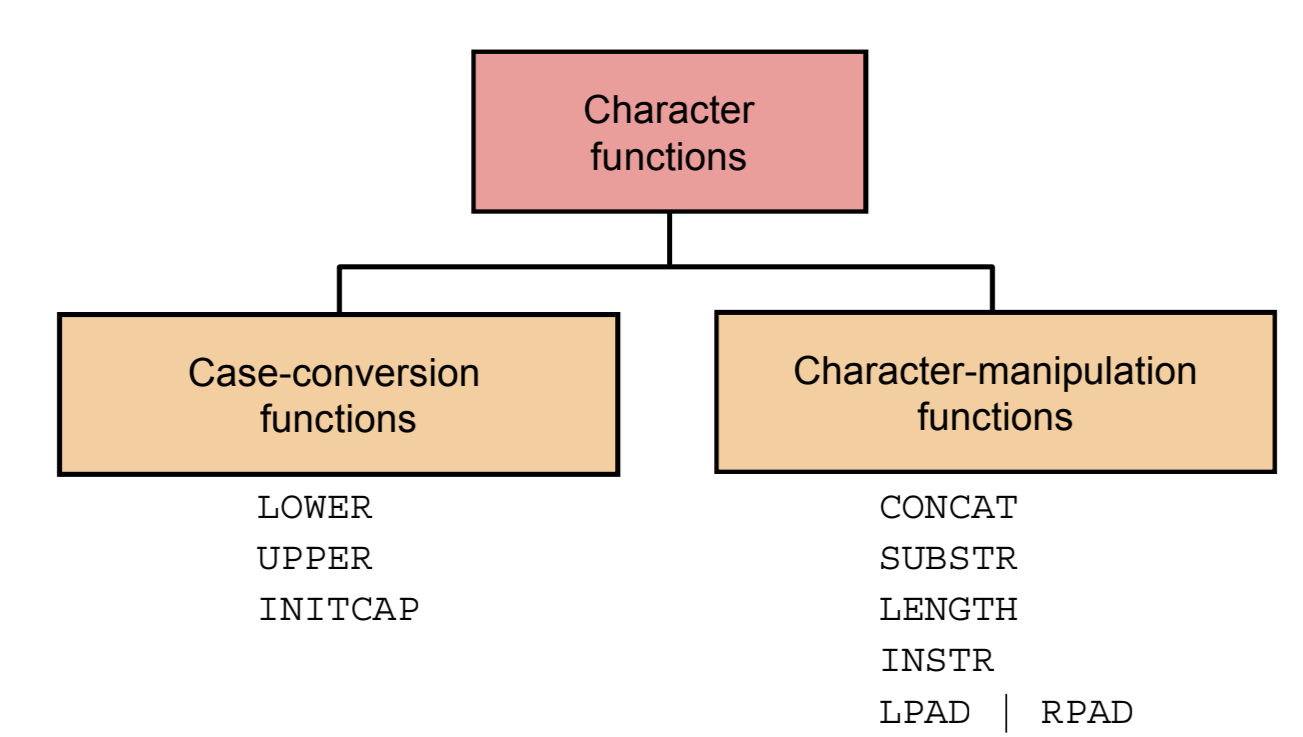 Character
functions
Case-conversion
functions
Character-manipulation
functions
LOWER
UPPER
INITCAP
CONCAT
SUBSTR
LENGTH
INSTR
LPAD | RPAD